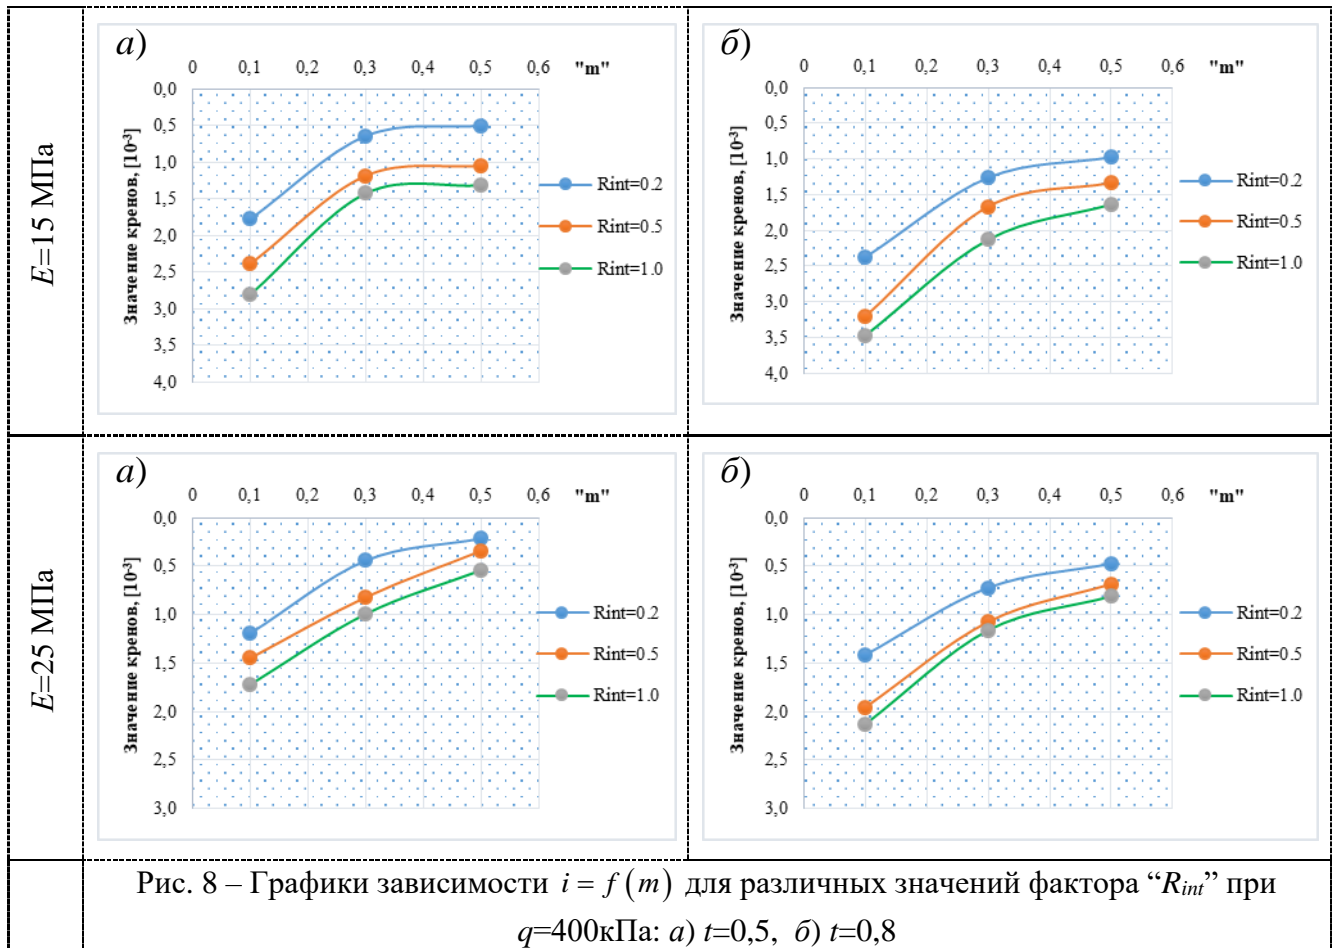 E=15 МПа
а)
0 0,1 0,2 0,3 0,4 0,5 0,6 "m"
0,0
0,5
1,0
1,5
2,0
2,5
3,0
3,5
4,0
Значение кренов, [10⁻³]
Rint=0.2
Rint=0.5
Rint=1.0
б)
0 0,1 0,2 0,3 0,4 0,5 0,6 "m"
0,0
0,5
1,0
1,5
2,0
2,5
3,0
3,5
4,0
Значение кренов, [10⁻³]
Rint=0.2
Rint=0.5
Rint=1.0
E=25 МПа
а)
0 0,1 0,2 0,3 0,4 0,5 0,6 "m"
0,0
0,5
1,0
1,5
2,0
2,5
3,0
Значение кренов, [10⁻³]
Rint=0.2
Rint=0.5
Rint=1.0
б)
0 0,1 0,2 0,3 0,4 0,5 0,6 "m"
0,0
0,5
1,0
1,5
2,0
2,5
3,0
Значение кренов, [10⁻³]
Rint=0.2
Rint=0.5
Rint=1.0
Рис. 8 – Графики зависимости i = f (m) для различных значений фактора “Rint” при
q=400кПа: а) t=0,5, б) t=0,8